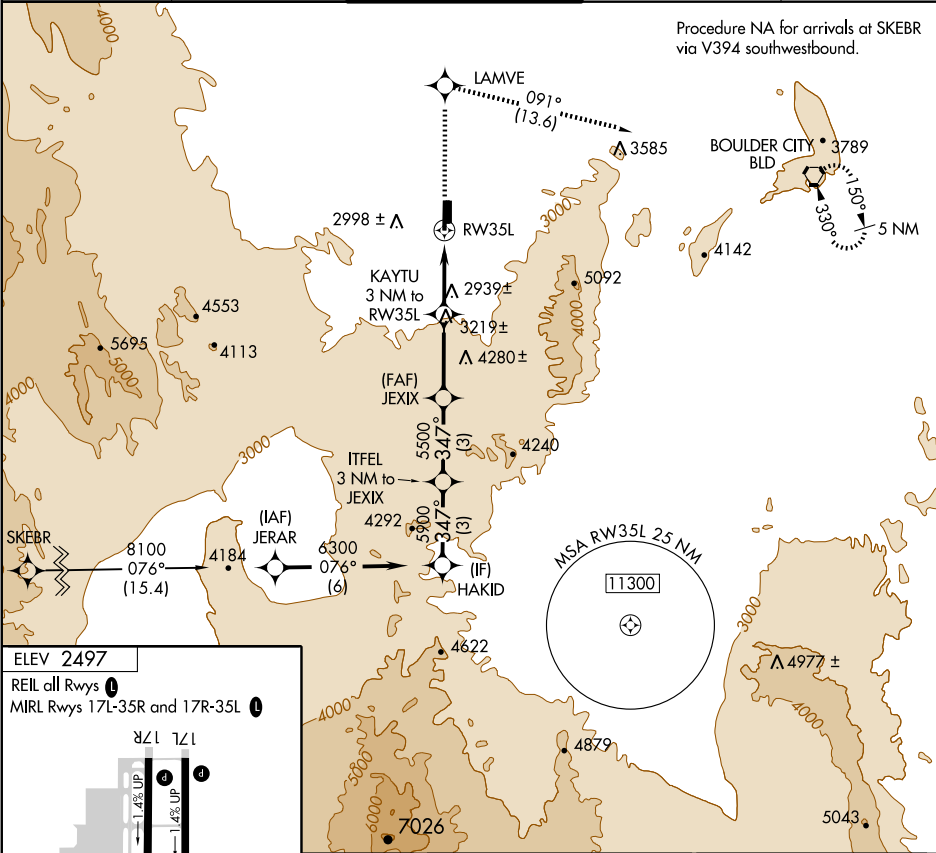 Procedure NA for arrivals at SKEBR
via V394 southwestbound.
4000
LAMVE
091°
(13.6)
3585
BOULDER CITY
BLD
3789
150°
330°
5 NM
3000
2998 ±
RW35L
4142
KAYTU
3 NM to
RW35L
2939±
5092
4000
3219±
4553
5695
5000
4113
4280 ±
4000
(FAF)
JEXIX
5500
347°
(3)
4240
3000
ITFEL
3 NM to
JEXIX
4292
5900
347°
(3)
SKEBR
8100
076°
(15.4)
4184
(IAF)
JERAR
6300
076°
(6)
(IF)
HAKID
MSA RW35L 25 NM
11300
3000
ELEV 2497
REIL all Rwys L
MIRL Rwys 17L-35R and 17R-35L L
4622
4977 ±
4000
4000
5000
6000
7026
4879
5043
17R
17L
P
P
1.4% UP
1.4% UP